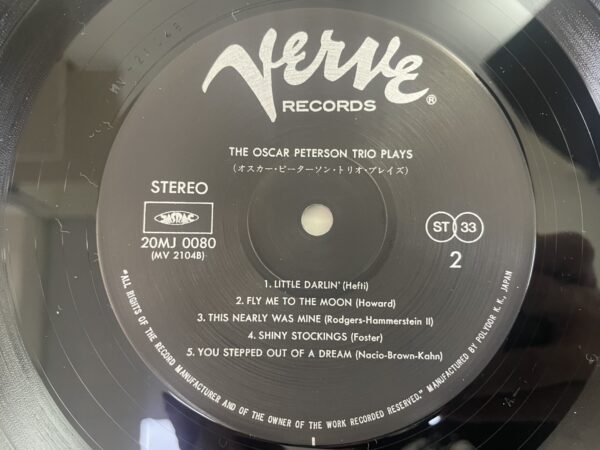 Verve
RECORDS ®
THE OSCAR PETERSON TRIO PLAYS
(オスカー・ピーターソン・トリオ・プレイズ)
STEREO
JASRAC
20MJ 0080
(MV 2104B)
ST 33
2
1. LITTLE DARLIN' (Hefti)
2. FLY ME TO THE MOON (Howard)
3. THIS NEARLY WAS MINE (Rodgers-Hammerstein II)
4. SHINY STOCKINGS (Foster)
5. YOU STEPPED OUT OF A DREAM (Nacio-Brown-Kahn)
"ALL RIGHTS OF THE RECORD MANUFACTURER AND OF THE OWNER OF THE WORK RECORDED RESERVED." MANUFACTURED BY POLYDOR K. K., JAPAN